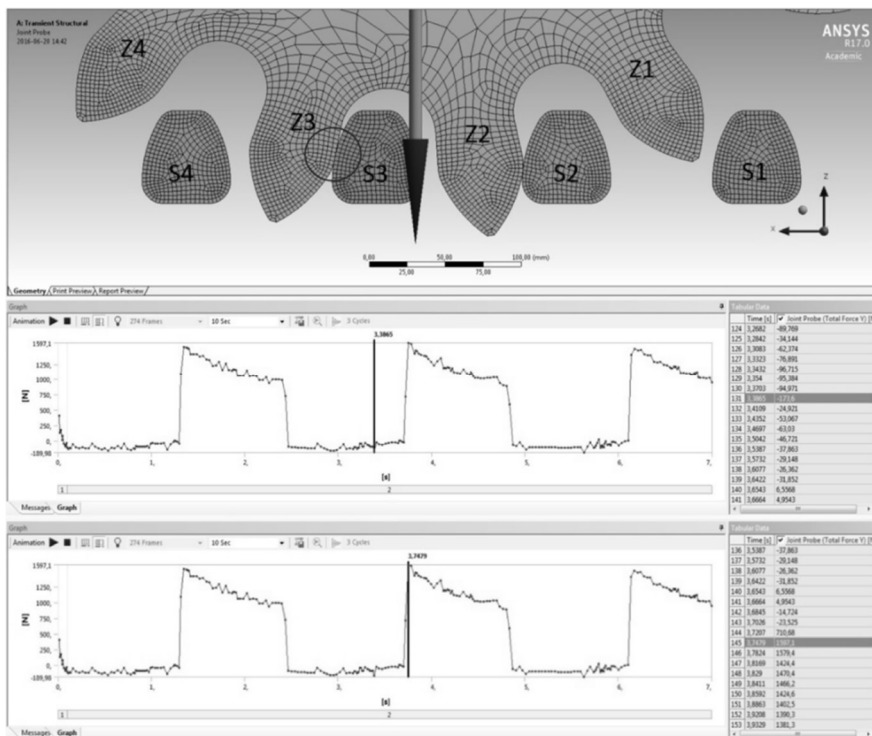 A: Transient Structural
Joint Probe
2016-06-20 14:42
ANSYS
R17.0
Academic
Z4
Z3
Z2
Z1
S4
S3
S2
S1
z
x
0,00
50,00
100,00 (mm)
25,00
75,00
Geometry
Print Preview
Report Preview
Graph
Animation
274 Frames
10 Sec
3 Cycles
3,3865
1597,1
1250,
1000,
750,
500,
250,
0,
-189,98
[N]
0,
1,
2,
3,
4,
5,
6,
7,
[s]
1
2
Messages
Graph
Tabular Data
Time [s]
Joint Probe (Total Force Y)
124 3,2682 -89,769
125 3,2842 -34,144
126 3,3083 -62,374
127 3,3323 -76,891
128 3,3432 -96,715
129 3,354 -95,384
130 3,3703 -94,971
131 3,3865 -171,6
132 3,4109 -24,921
133 3,4352 -53,067
134 3,4697 -63,03
135 3,5042 -46,721
136 3,5387 -37,863
137 3,5732 -29,148
138 3,6077 -26,362
139 3,6422 -31,852
140 3,6543 6,5568
141 3,6664 4,9543
Graph
Animation
274 Frames
10 Sec
3 Cycles
3,7479
1597,1
1250,
1000,
750,
500,
250,
0,
-189,98
[N]
0,
1,
2,
3,
4,
5,
6,
7,
[s]
1
2
Messages
Graph
Tabular Data
Time [s]
Joint Probe (Total Force Y)
136 3,5387 -37,863
137 3,5732 -29,148
138 3,6077 -26,362
139 3,6422 -31,852
140 3,6543 6,5568
141 3,6664 4,9543
142 3,6845 -14,724
143 3,7026 -23,525
144 3,7207 710,68
145 3,7479 1597,1
146 3,7824 1579,4
147 3,8169 1424,4
148 3,829 1470,4
149 3,8411 1466,2
150 3,8592 1424,6
151 3,8863 1402,5
152 3,9208 1390,3
153 3,9329 1381,3